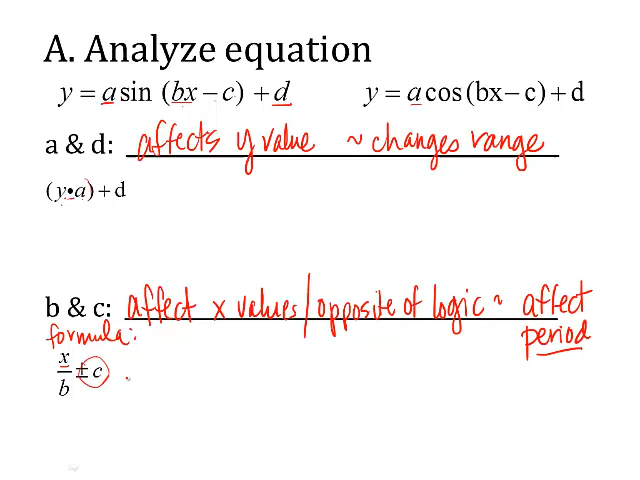 A. Analyze equation
y = a sin (bx − c) + d y = a cos(bx − c) + d
a & d: affects y value ~ changes range
(y•a) + d
b & c: affect x values/opposite of logic ~ affect period
formula:
x/b ± c